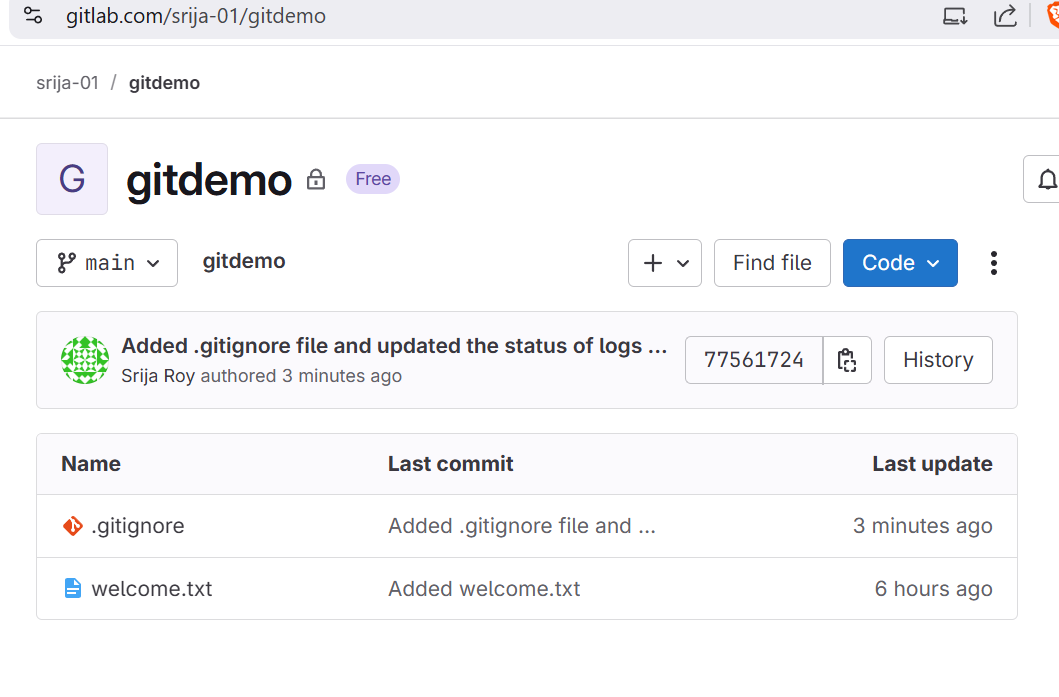 gitlab.com/srija-01/gitdemo
srija-01 / gitdemo
G
gitdemo Free
main gitdemo + Find file Code
Added .gitignore file and updated the status of logs ... 77561724 History
Srija Roy authored 3 minutes ago
Name Last commit Last update
.gitignore Added .gitignore file and ... 3 minutes ago
welcome.txt Added welcome.txt 6 hours ago